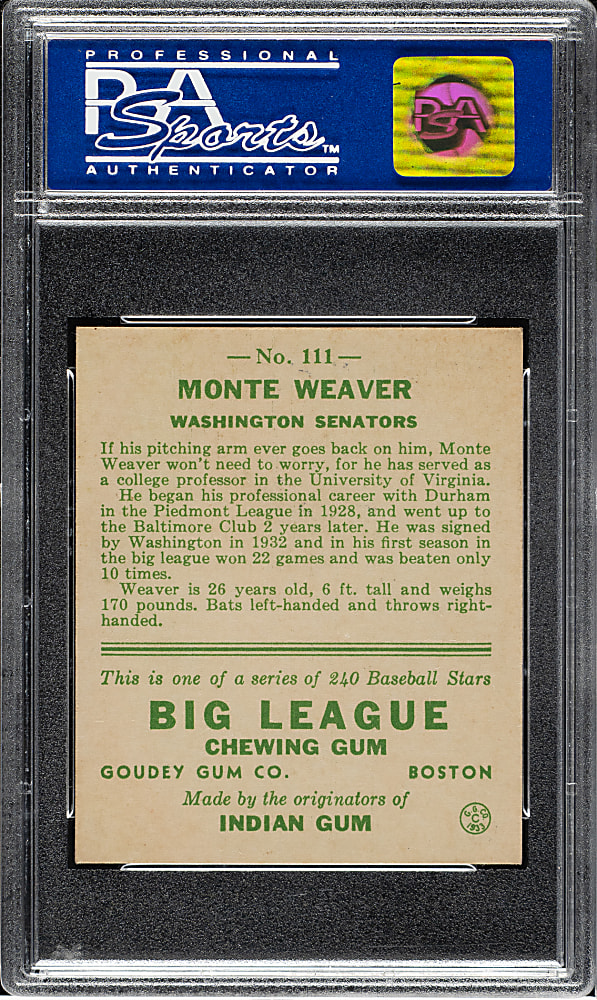 PROFESSIONAL
PSA
Sports™
AUTHENTICATOR
PSA
— No. 111 —
MONTE WEAVER
WASHINGTON SENATORS
If his pitching arm ever goes back on him, Monte
Weaver won't need to worry, for he has served as
a college professor in the University of Virginia.
He began his professional career with Durham
in the Piedmont League in 1928, and went up to
the Baltimore Club 2 years later. He was signed
by Washington in 1932 and in his first season in
the big league won 22 games and was beaten only
10 times.
Weaver is 26 years old, 6 ft. tall and weighs
170 pounds. Bats left-handed and throws right-
handed.
This is one of a series of 240 Baseball Stars
BIG LEAGUE
CHEWING GUM
GOUDEY GUM CO. BOSTON
Made by the originators of
INDIAN GUM
G. G. CO.
C
1933